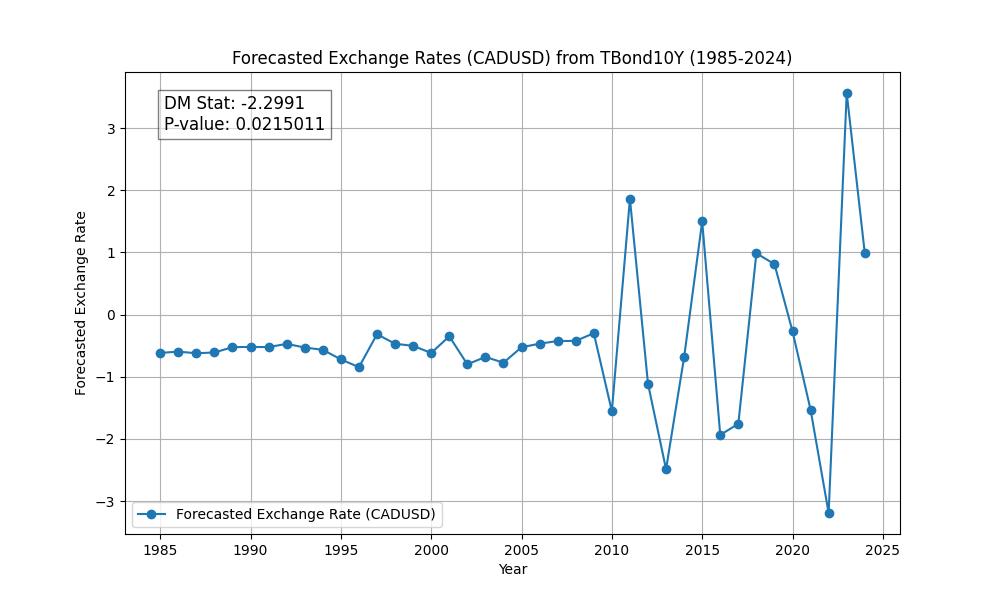 Forecasted Exchange Rates (CADUSD) from TBond10Y (1985-2024)
DM Stat: -2.2991
P-value: 0.0215011
Forecasted Exchange Rate
3
2
1
0
−1
−2
−3
Forecasted Exchange Rate (CADUSD)
1985 1990 1995 2000 2005 2010 2015 2020 2025
Year